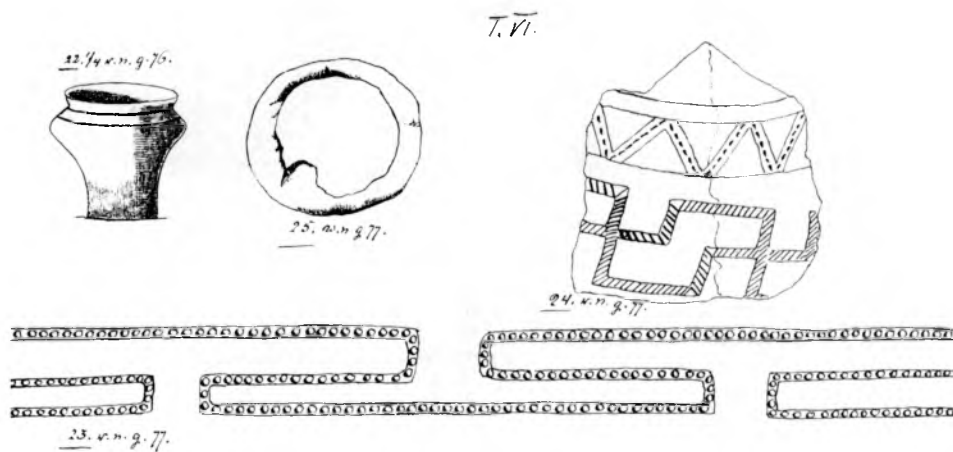 T. VI.
22. 1/4 v. n. g. 76.
25. v. n. g. 77.
24. v. n. g. 77.
23. v. n. g. 77.